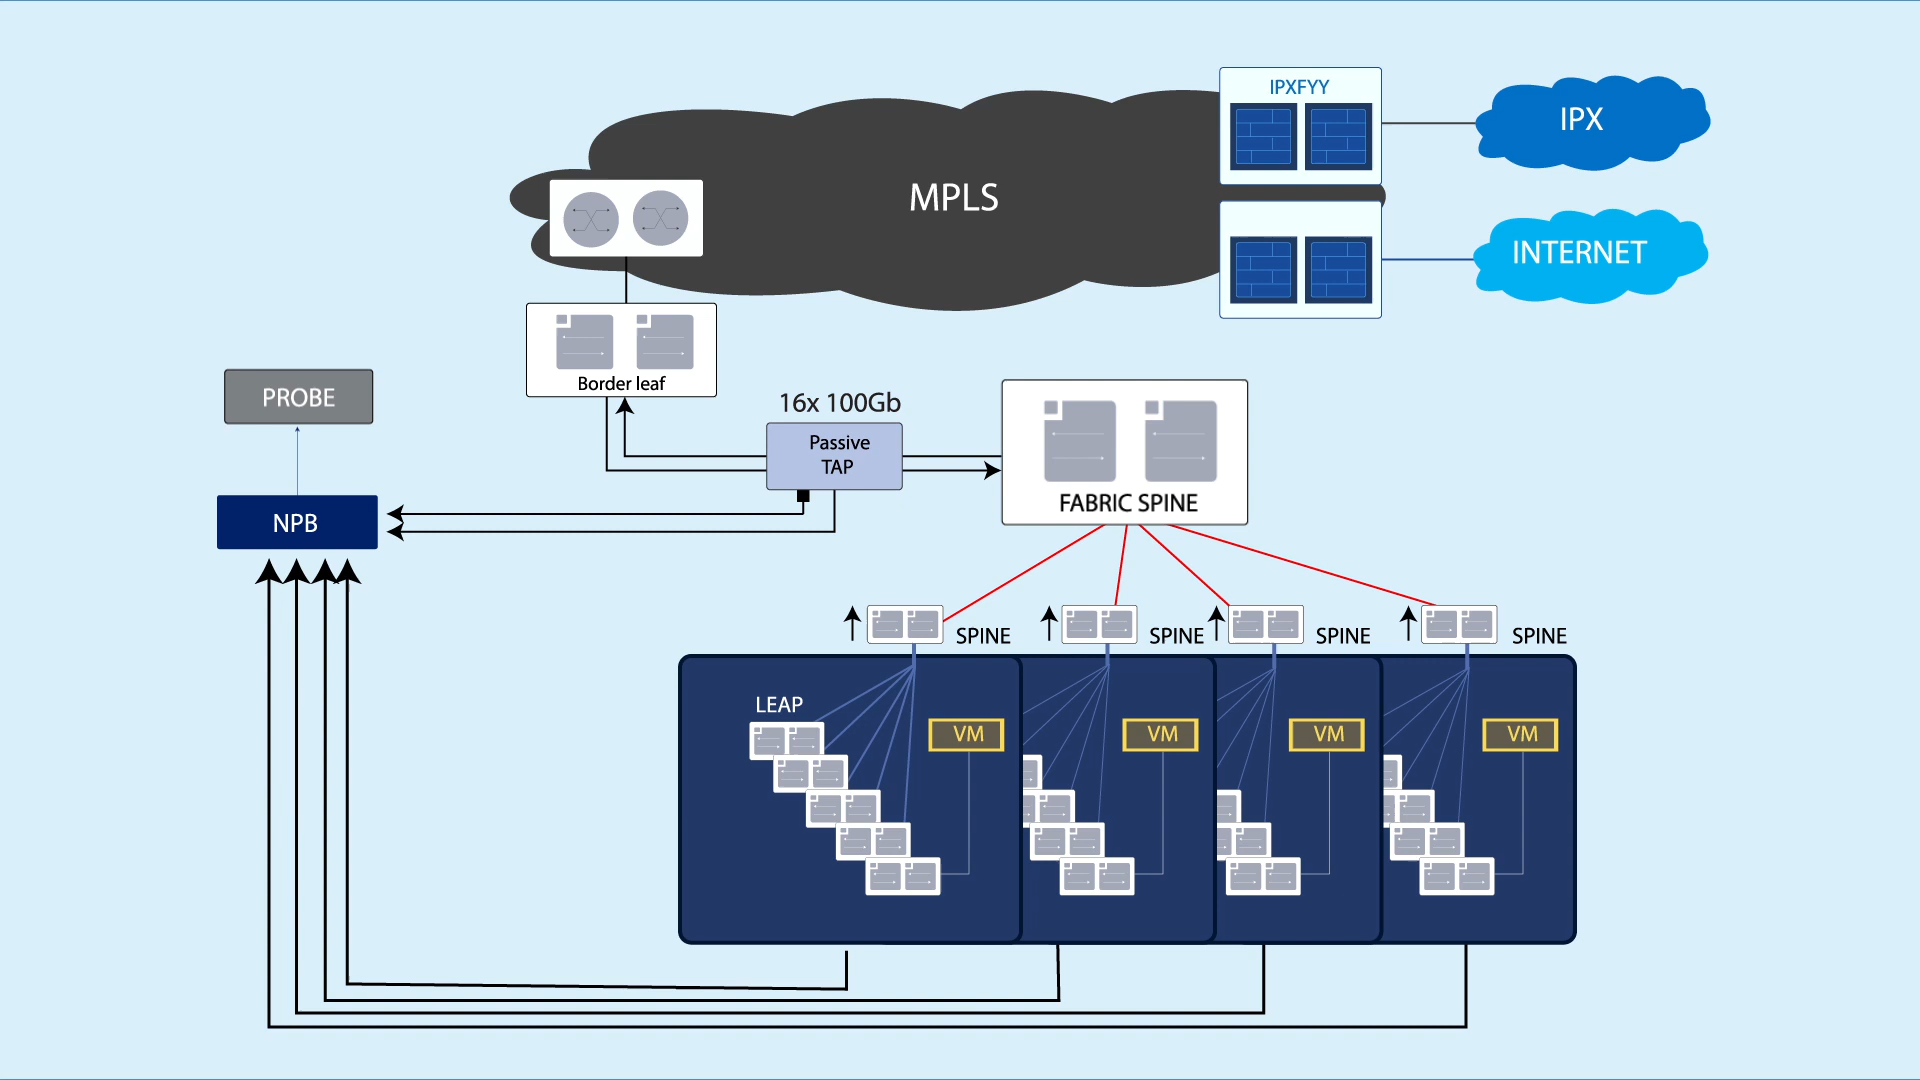 IPXFYY
IPX
MPLS
INTERNET
Border leaf
PROBE
16x 100Gb
Passive
TAP
FABRIC SPINE
NPB
SPINE
SPINE
SPINE
SPINE
LEAP
VM
VM
VM
VM